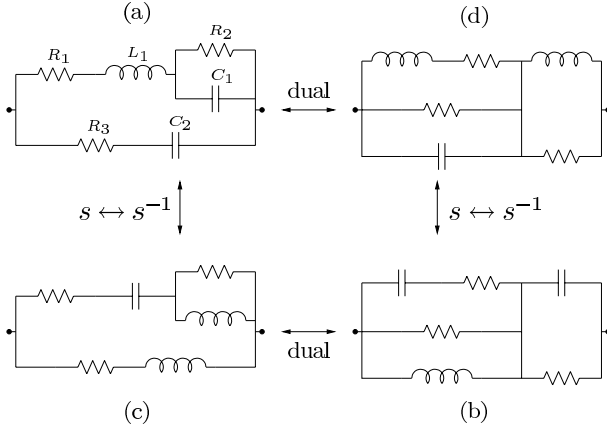 (a)
(d)
R₁
L₁
R₂
C₁
R₃
C₂
dual
s ↔ s⁻¹
s ↔ s⁻¹
dual
(c)
(b)